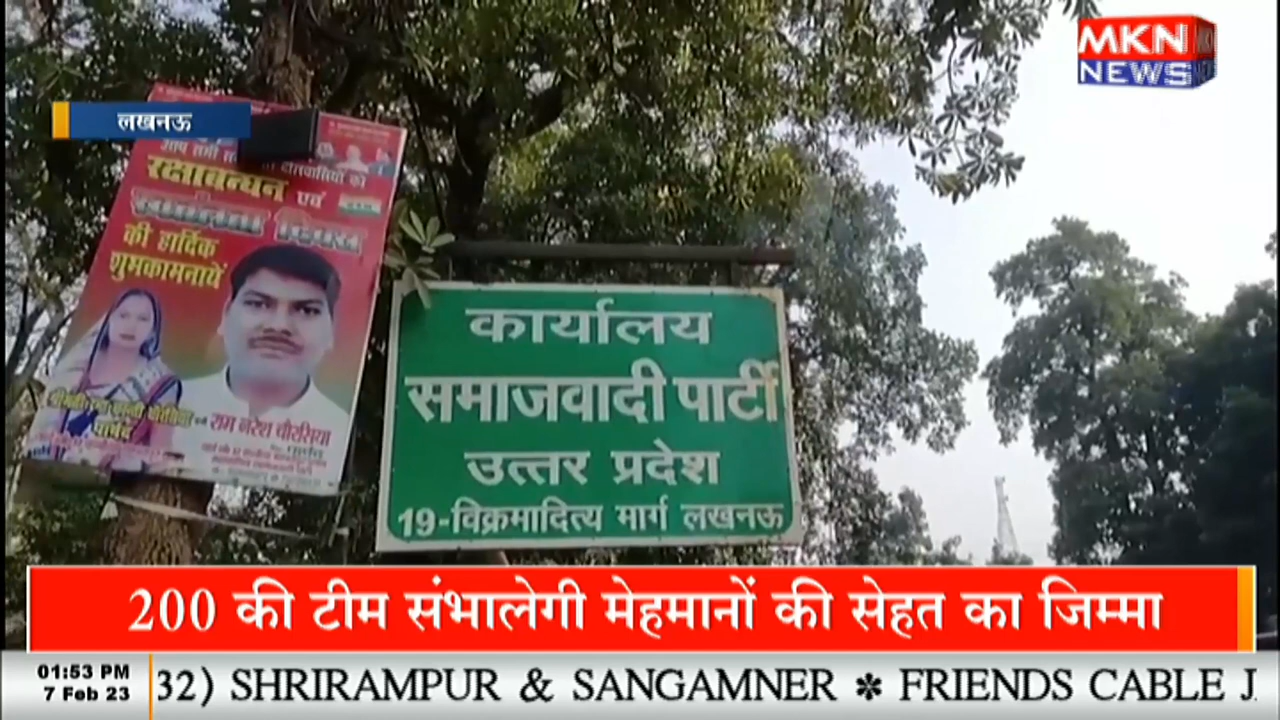 MKN
NEWS
लखनऊ
रक्षाबन्धन एवं
की हार्दिक
शुभकामनायें
राम नरेश चौरसिया
कार्यालय
समाजवादी पार्टी
उत्तर प्रदेश
19-विक्रमादित्य मार्ग लखनऊ
200 की टीम संभालेगी मेहमानों की सेहत का जिम्मा
01:53 PM
7 Feb 23
32) SHRIRAMPUR & SANGAMNER * FRIENDS CABLE J